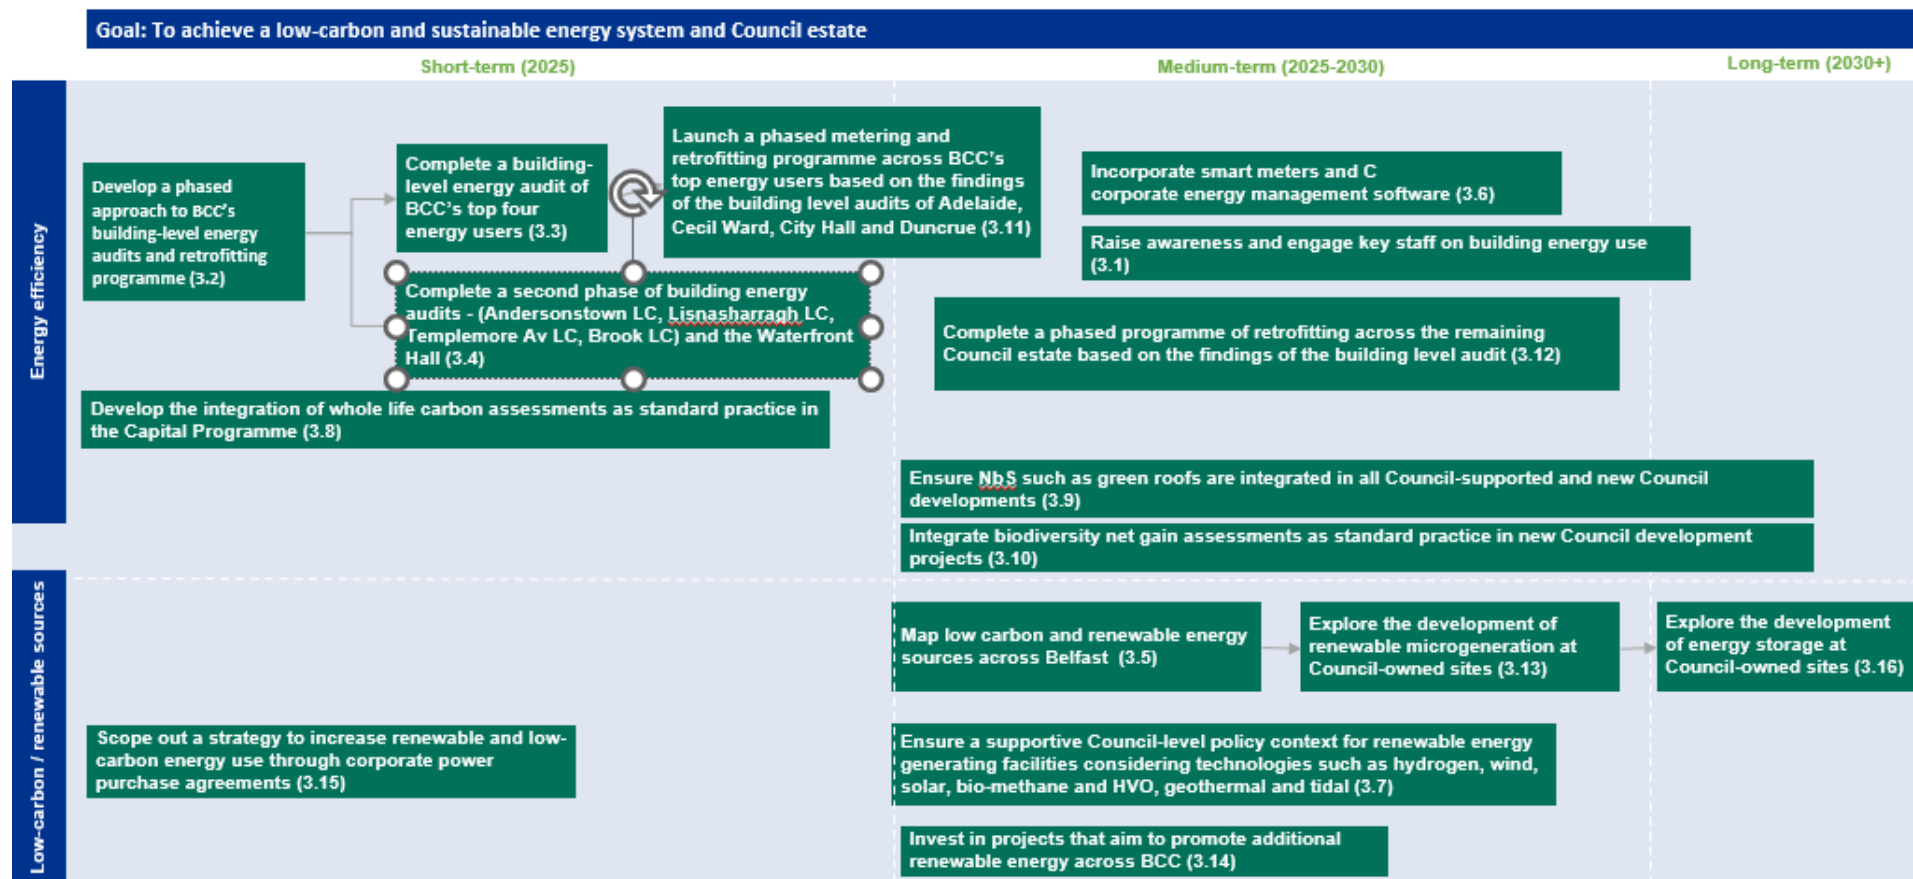 Goal: To achieve a low-carbon and sustainable energy system and Council estate
Short-term (2025)
Medium-term (2025-2030)
Long-term (2030+)
Energy efficiency
Develop a phased
approach to BCC's
building-level energy
audits and retrofitting
programme (3.2)
Complete a building-
level energy audit of
BCC's top four
energy users (3.3)
Launch a phased metering and
retrofitting programme across BCC's
top energy users based on the findings
of the building level audits of Adelaide,
Cecil Ward, City Hall and Duncrue (3.11)
Incorporate smart meters and C
corporate energy management software (3.6)
Raise awareness and engage key staff on building energy use
(3.1)
Complete a second phase of building energy
audits - (Andersonstown LC, Lisnasharragh LC,
Templemore Av LC, Brook LC) and the Waterfront
Hall (3.4)
Complete a phased programme of retrofitting across the remaining
Council estate based on the findings of the building level audit (3.12)
Develop the integration of whole life carbon assessments as standard practice in
the Capital Programme (3.8)
Ensure NbS such as green roofs are integrated in all Council-supported and new Council
developments (3.9)
Integrate biodiversity net gain assessments as standard practice in new Council development
projects (3.10)
Low-carbon / renewable sources
Map low carbon and renewable energy
sources across Belfast (3.5)
Explore the development of
renewable microgeneration at
Council-owned sites (3.13)
Explore the development
of energy storage at
Council-owned sites (3.16)
Scope out a strategy to increase renewable and low-
carbon energy use through corporate power
purchase agreements (3.15)
Ensure a supportive Council-level policy context for renewable energy
generating facilities considering technologies such as hydrogen, wind,
solar, bio-methane and HVO, geothermal and tidal (3.7)
Invest in projects that aim to promote additional
renewable energy across BCC (3.14)